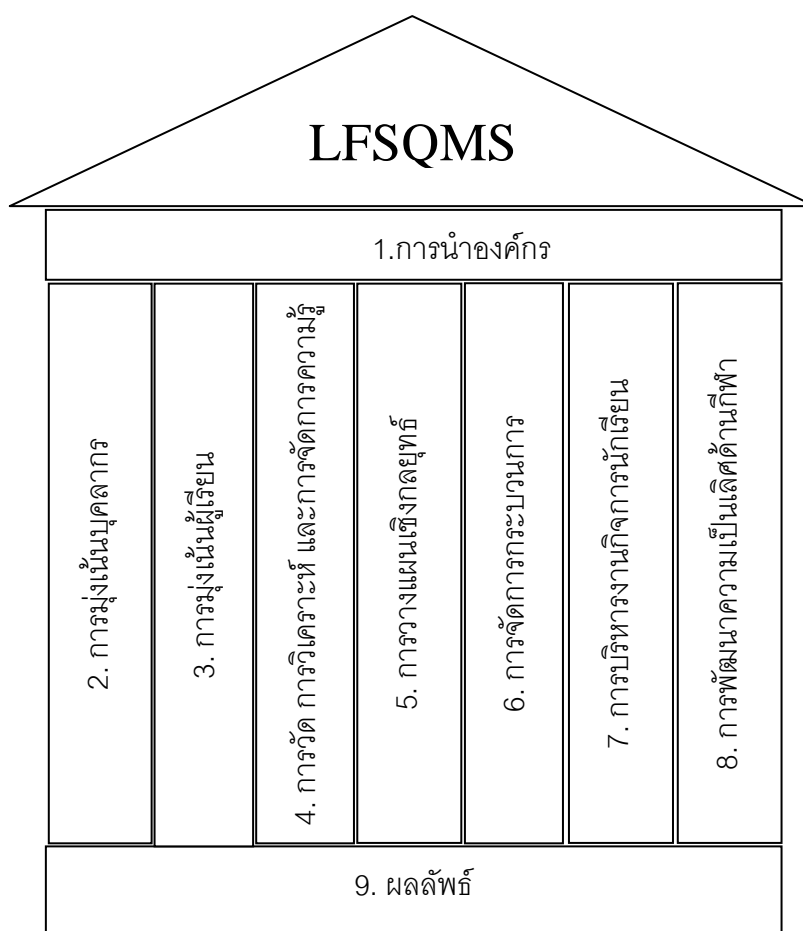 LFSQMS
1.การนำองค์กร
2. การมุ่งเน้นบุคลากร
3. การมุ่งเน้นผู้เรียน
4. การวัด การวิเคราะห์ และการจัดการความรู้
5. การวางแผนเชิงกลยุทธ์
6. การจัดการกระบวนการ
7. การบริหารงานกิจการนักเรียน
8. การพัฒนาความเป็นเลิศด้านกีฬา
9. ผลลัพธ์